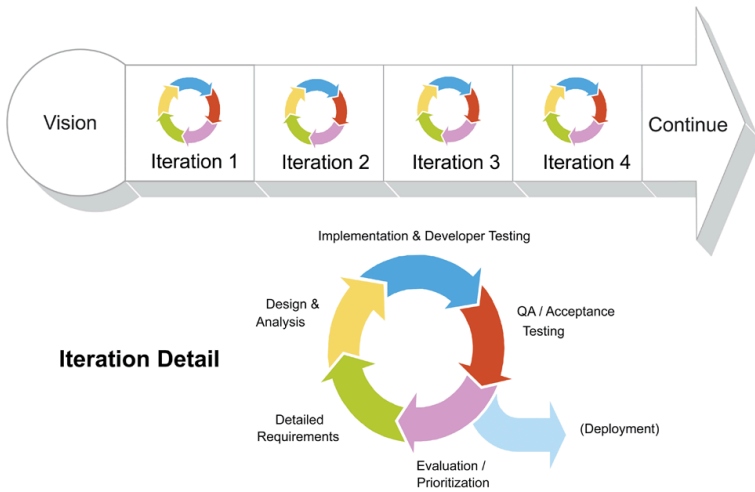 Vision
Iteration 1
Iteration 2
Iteration 3
Iteration 4
Continue
Implementation & Developer Testing
Design &
Analysis
QA / Acceptance
Testing
Iteration Detail
Detailed
Requirements
(Deployment)
Evaluation /
Prioritization